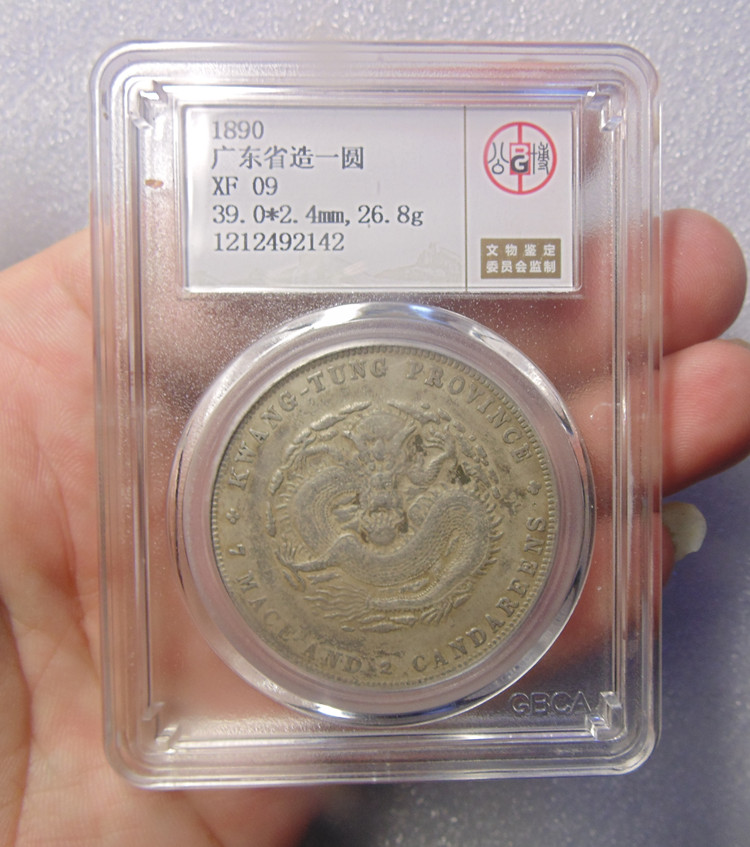 1890
广东省造一圆
XF 09
39.0*2.4mm,26.8g
1212492142
公 BG 博
文物鉴定
委员会监制
KWANG-TUNG PROVINCE
7 MACE AND 2 CANDAREENS
GBCA